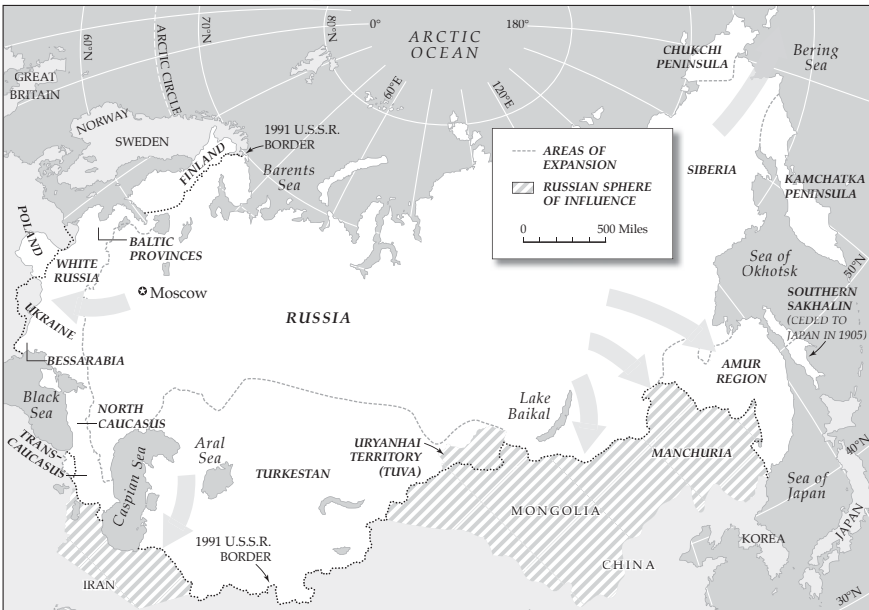 60°N
ARCTIC CIRCLE
70°N
80°N
0°
ARCTIC
OCEAN
180°
60°E
120°E
CHUKCHI
PENINSULA
Bering
Sea
GREAT
BRITAIN
NORWAY
SWEDEN
FINLAND
1991 U.S.S.R.
BORDER
Barents
Sea
AREAS OF
EXPANSION
RUSSIAN SPHERE
OF INFLUENCE
0
500 Miles
SIBERIA
KAMCHATKA
PENINSULA
POLAND
BALTIC
PROVINCES
WHITE
RUSSIA
Moscow
UKRAINE
BESSARABIA
RUSSIA
Sea of
Okhotsk
50°N
SOUTHERN
SAKHALIN
(CEDED TO
JAPAN IN 1905)
AMUR
REGION
Black
Sea
NORTH
CAUCASUS
TRANS-
CAUCASUS
Caspian Sea
Aral
Sea
TURKESTAN
Lake
Baikal
URYANHAI
TERRITORY
(TUVA)
MANCHURIA
40°N
MONGOLIA
Sea of
Japan
1991 U.S.S.R.
BORDER
IRAN
CHINA
KOREA
JAPAN
30°N